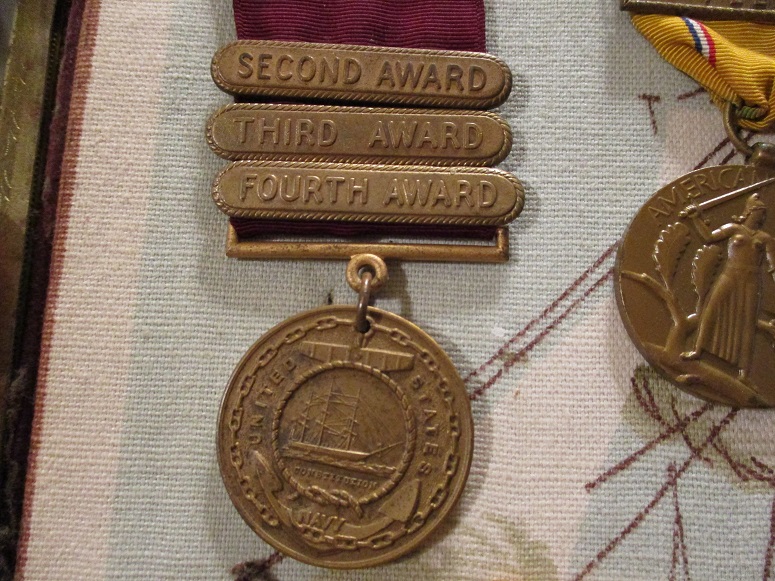 SECOND AWARD
THIRD AWARD
FOURTH AWARD
UNITED STATES
CONSTITUTION
NAVY
AMERICAN